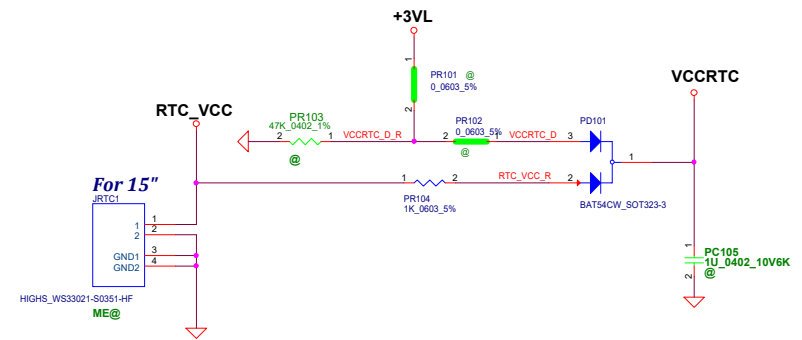 +3VL
1
PR101 @
0_0603_5%
2
VCCRTC
RTC_VCC
PR103
47K_0402_1%
2
1
VCCRTC_D_R
@
PR102
0_0603_5%
2
1
VCCRTC_D
@
3
PD101
1
For 15"
JRTC1
1
2
RTC_VCC_R
2
PR104
1K_0603_5%
BAT54CW_SOT323-3
1
1
2
2
GND1
3
GND2
4
1
PC105
1U_0402_10V6K
@
2
HIGHS_WS33021-S0351-HF
ME@